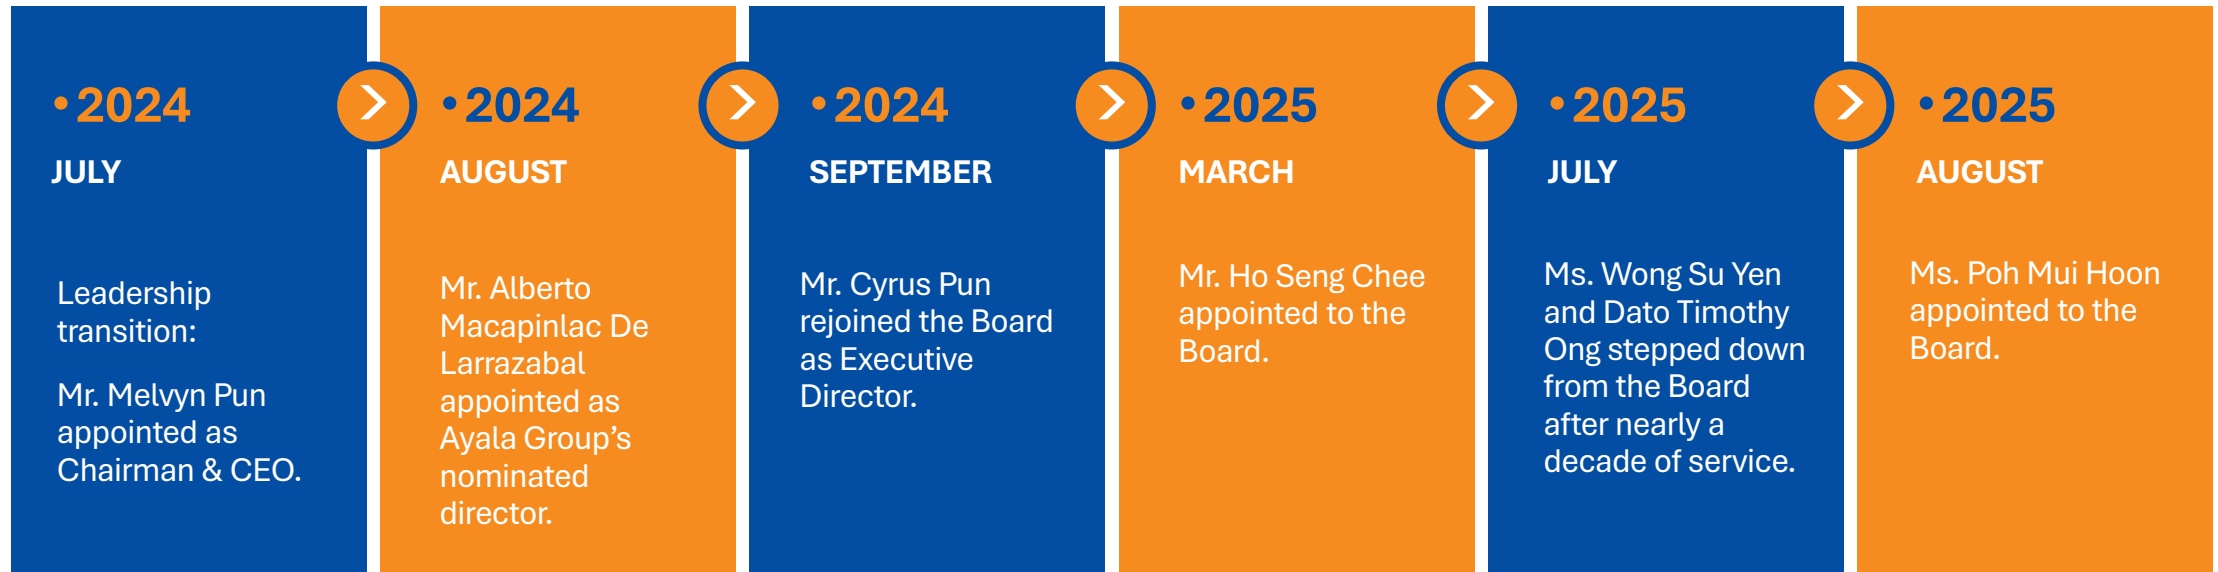 •2024
JULY
Leadership
transition:
Mr. Melvyn Pun
appointed as
Chairman & CEO.
•2024
AUGUST
Mr. Alberto
Macapinlac De
Larrazabal
appointed as
Ayala Group’s
nominated
director.
•2024
SEPTEMBER
Mr. Cyrus Pun
rejoined the Board
as Executive
Director.
•2025
MARCH
Mr. Ho Seng Chee
appointed to the
Board.
•2025
JULY
Ms. Wong Su Yen
and Dato Timothy
Ong stepped down
from the Board
after nearly a
decade of service.
•2025
AUGUST
Ms. Poh Mui Hoon
appointed to the
Board.